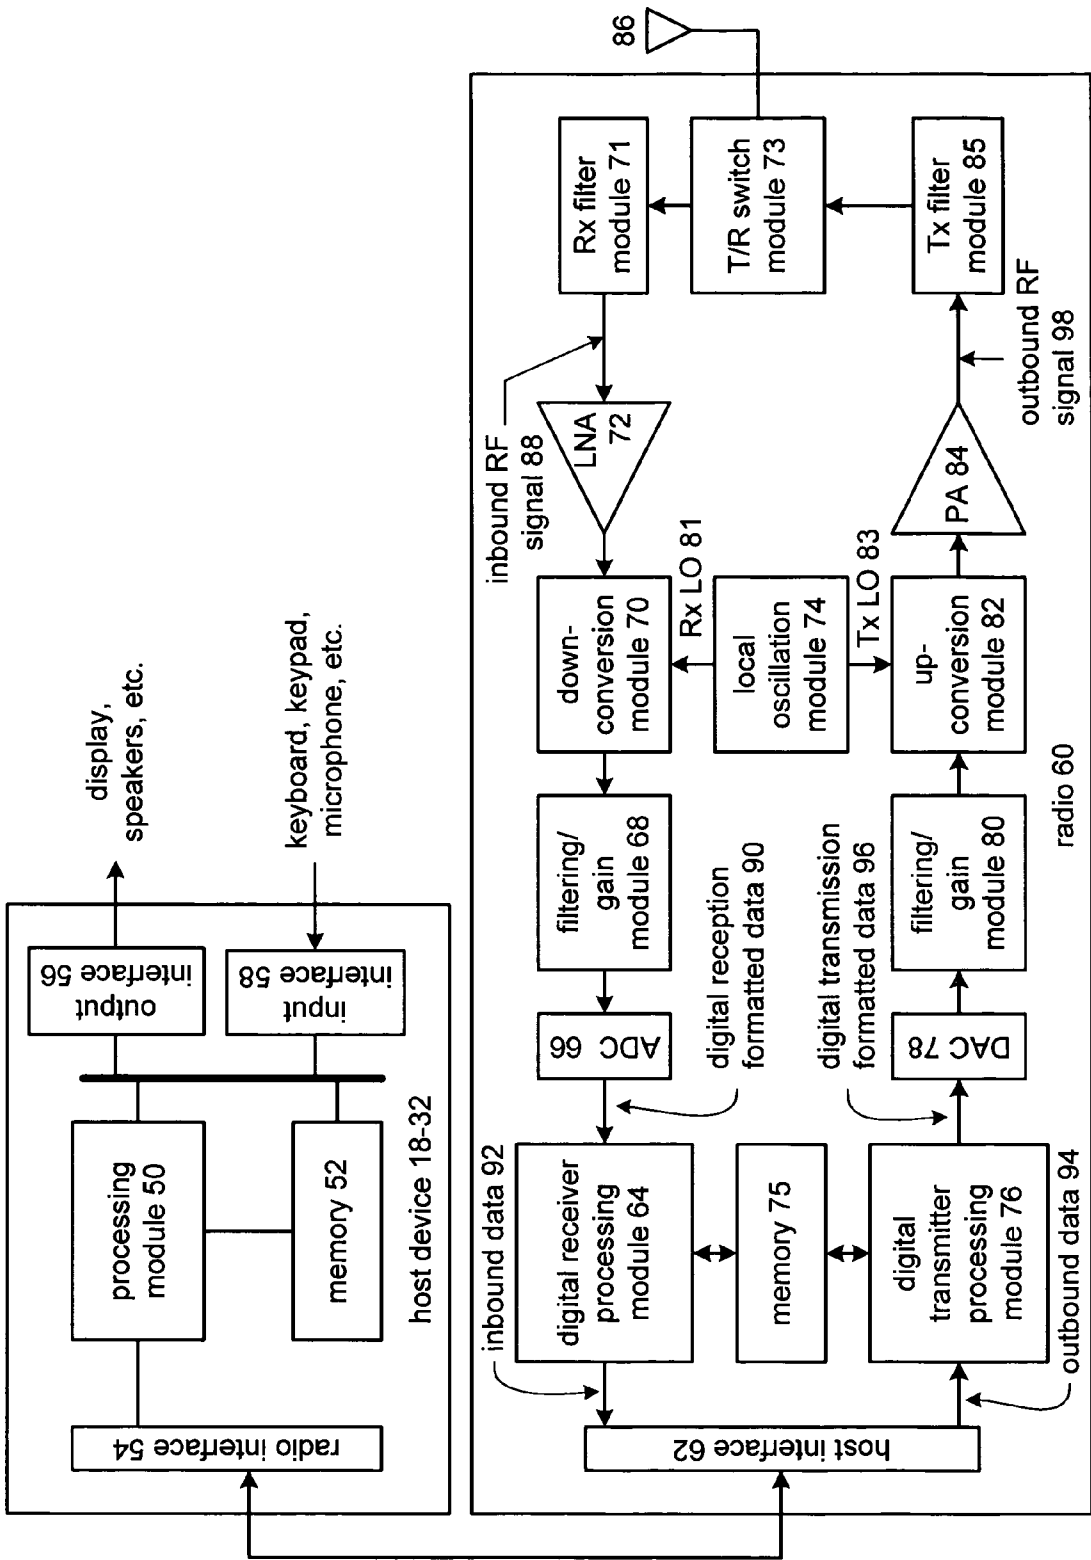 radio interface 54
processing
module 50
memory 52
output
interface 56
input
interface 58
display,
speakers, etc.
keyboard, keypad,
microphone, etc.
host device 18-32
host interface 62
inbound data 92
digital receiver
processing
module 64
memory 75
digital
transmitter
processing
module 76
outbound data 94
ADC 66
digital reception
formatted data 90
digital transmission
formatted data 96
DAC 78
filtering/
gain
module 68
filtering/
gain
module 80
down-
conversion
module 70
Rx LO 81
local
oscillation
module 74
Tx LO 83
up-
conversion
module 82
inbound RF
signal 88
LNA
72
PA 84
outbound RF
signal 98
Rx filter
module 71
T/R switch
module 73
Tx filter
module 85
86
radio 60